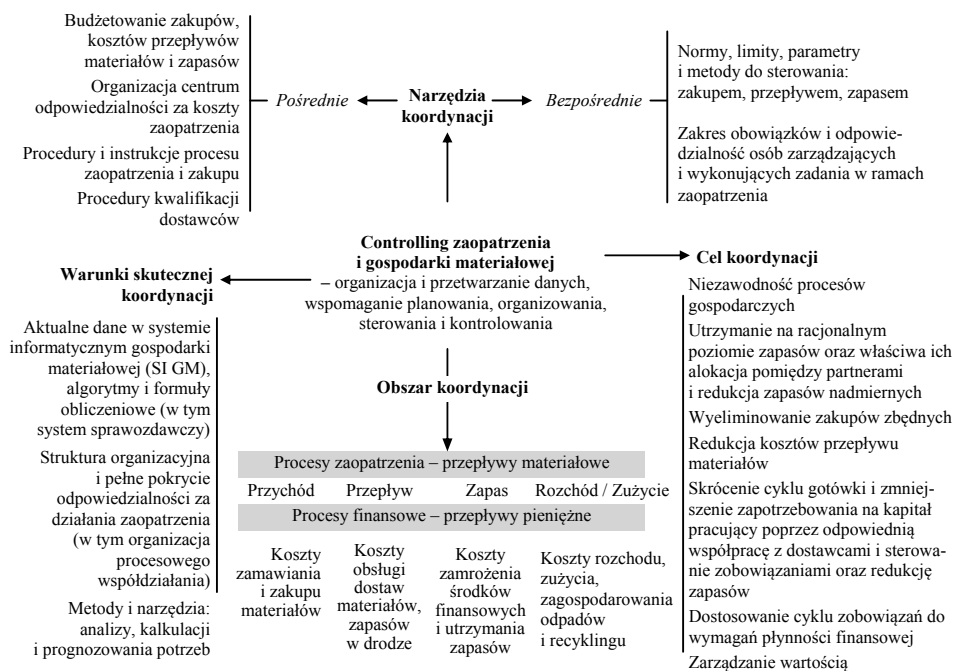 Budżetowanie zakupów,
kosztów przepływów
materiałów i zapasów
Organizacja centrum
odpowiedzialności za koszty
zaopatrzenia
Procedury i instrukcje procesu
zaopatrzenia i zakupu
Procedury kwalifikacji
dostawców
Pośrednie
Narzędzia
koordynacji
Bezpośrednie
Normy, limity, parametry
i metody do sterowania:
zakupem, przepływem, zapasem
Zakres obowiązków i odpowie-
dzialność osób zarządzających
i wykonujących zadania w ramach
zaopatrzenia
Controlling zaopatrzenia
i gospodarki materiałowej
– organizacja i przetwarzanie danych,
wspomaganie planowania, organizowania,
sterowania i kontrolowania
Warunki skutecznej
koordynacji
Aktualne dane w systemie
informatycznym gospodarki
materiałowej (SI GM),
algorytmy i formuły
obliczeniowe (w tym
system sprawozdawczy)
Struktura organizacyjna
i pełne pokrycie
odpowiedzialności za
działania zaopatrzenia
(w tym organizacja
procesowego
współdziałania)
Metody i narzędzia:
analizy, kalkulacji
i prognozowania potrzeb
Obszar koordynacji
Procesy zaopatrzenia – przepływy materiałowe
Przychód Przepływ Zapas Rozchód / Zużycie
Procesy finansowe – przepływy pieniężne
Koszty
zamawiania
i zakupu
materiałów
Koszty
obsługi
dostaw
materiałów,
zapasów
w drodze
Koszty
zamrożenia
środków
finansowych
i utrzymania
zapasów
Koszty rozchodu,
zużycia,
zagospodarowania
odpadów
i recyklingu
Cel koordynacji
Niezawodność procesów
gospodarczych
Utrzymanie na racjonalnym
poziomie zapasów oraz właściwa ich
alokacja pomiędzy partnerami
i redukcja zapasów nadmiernych
Wyeliminowanie zakupów zbędnych
Redukcja kosztów przepływu
materiałów
Skrócenie cyklu gotówki i zmniej-
szenie zapotrzebowania na kapitał
pracujący poprzez odpowiednią
współpracę z dostawcami i sterowa-
nie zobowiązaniami oraz redukcję
zapasów
Dostosowanie cyklu zobowiązań do
wymagań płynności finansowej
Zarządzanie wartością